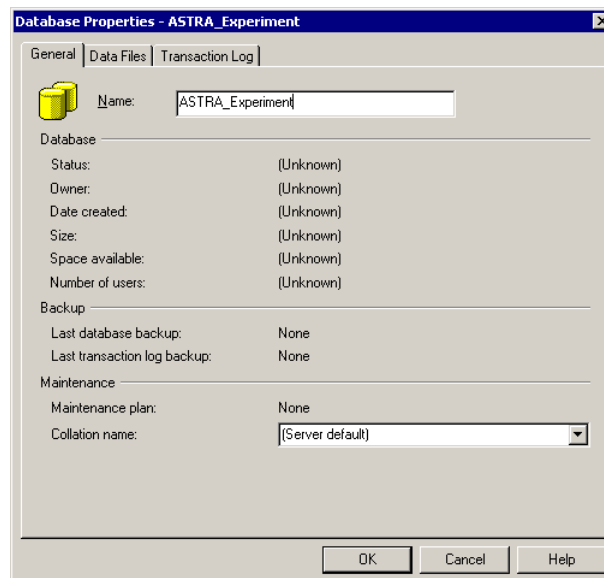 Database Properties - ASTRA_Experiment
General Data Files Transaction Log
Name: ASTRA_Experiment
Database
Status: (Unknown)
Owner: (Unknown)
Date created: (Unknown)
Size: (Unknown)
Space available: (Unknown)
Number of users: (Unknown)
Backup
Last database backup: None
Last transaction log backup: None
Maintenance
Maintenance plan: None
Collation name: (Server default)
OK Cancel Help